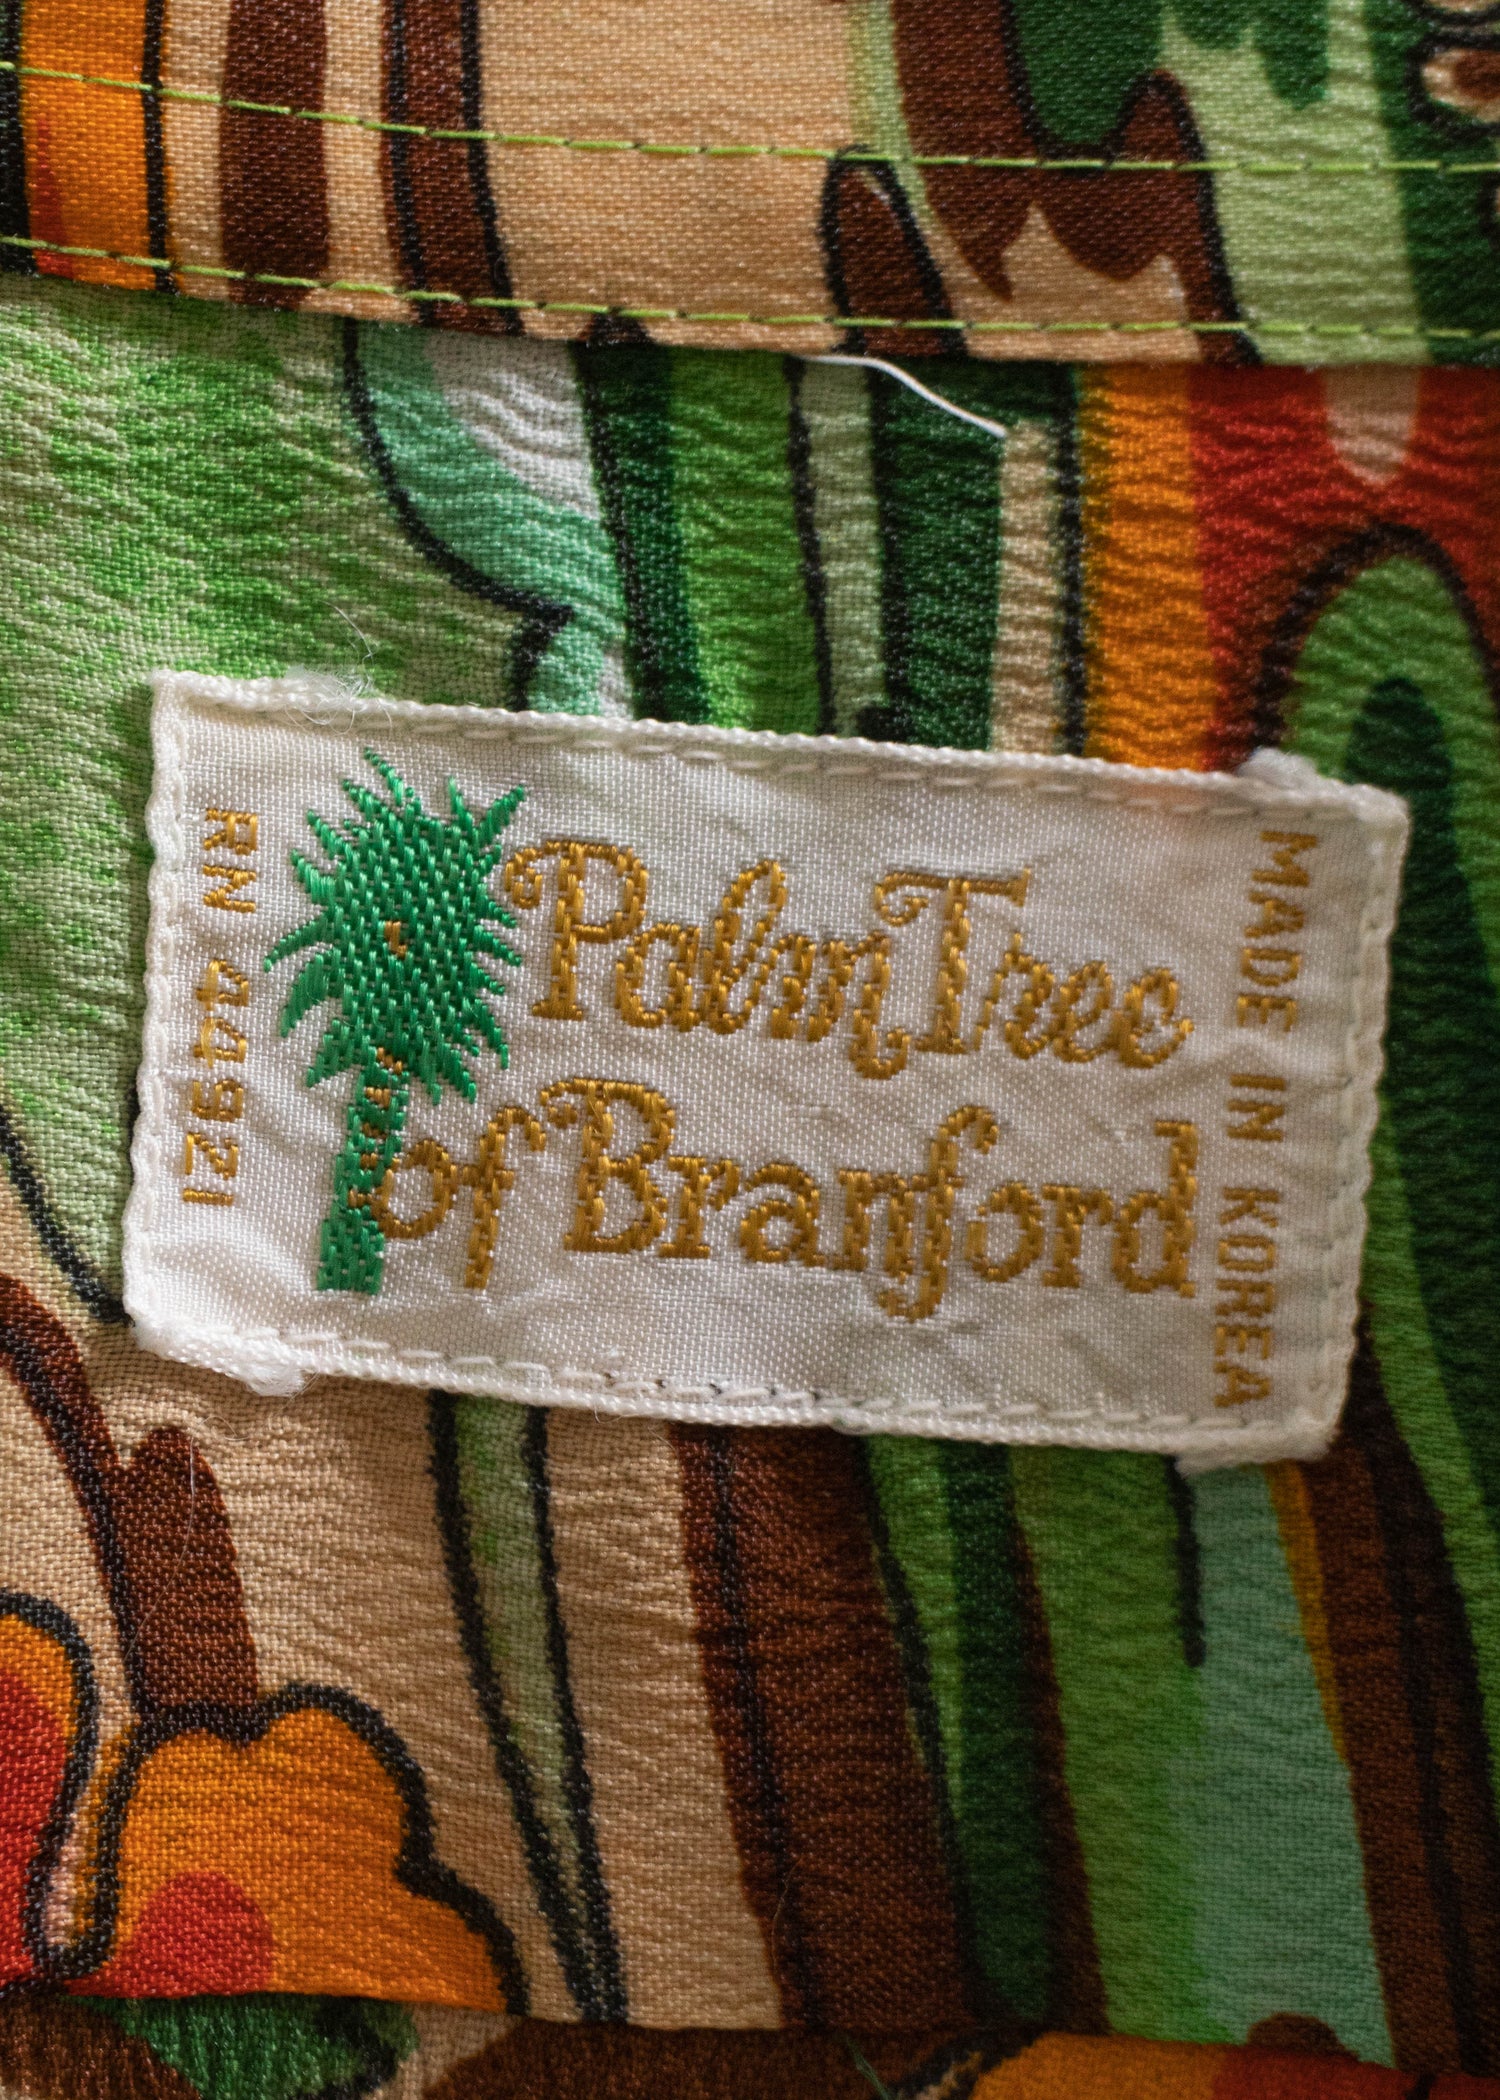 RN 44921
PalmTree
of Branford
MADE IN KOREA